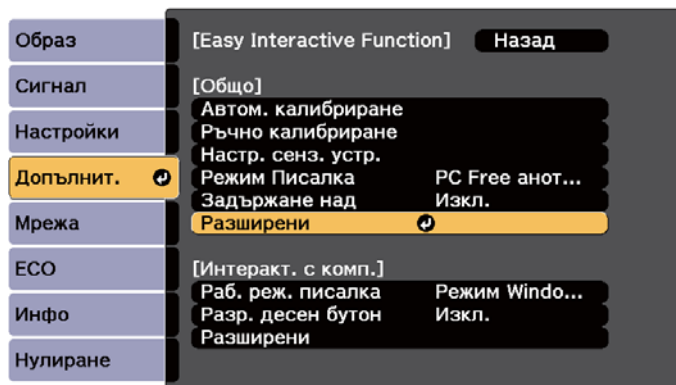 Образ
Сигнал
Настройки
Допълнит.
Мрежа
ECO
Инфо
Нулиране
[Easy Interactive Function] Назад
[Общо]
Автом. калибриране
Ръчно калибриране
Настр. сенз. устр.
Режим Писалка PC Free анот...
Задържане над Изкл.
Разширени
[Интеракт. с комп.]
Раб. реж. писалка Режим Windo...
Разр. десен бутон Изкл.
Разширени